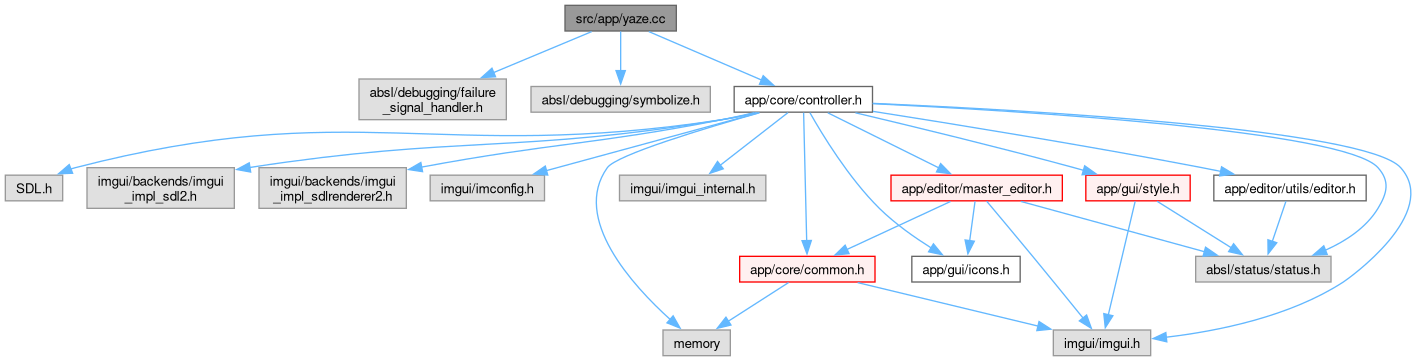 src/app/yaze.cc
absl/debugging/failure
_signal_handler.h
absl/debugging/symbolize.h
app/core/controller.h
SDL.h
imgui/backends/imgui
_impl_sdl2.h
imgui/backends/imgui
_impl_sdlrenderer2.h
imgui/imconfig.h
imgui/imgui_internal.h
app/editor/master_editor.h
app/gui/style.h
app/editor/utils/editor.h
app/core/common.h
app/gui/icons.h
absl/status/status.h
memory
imgui/imgui.h